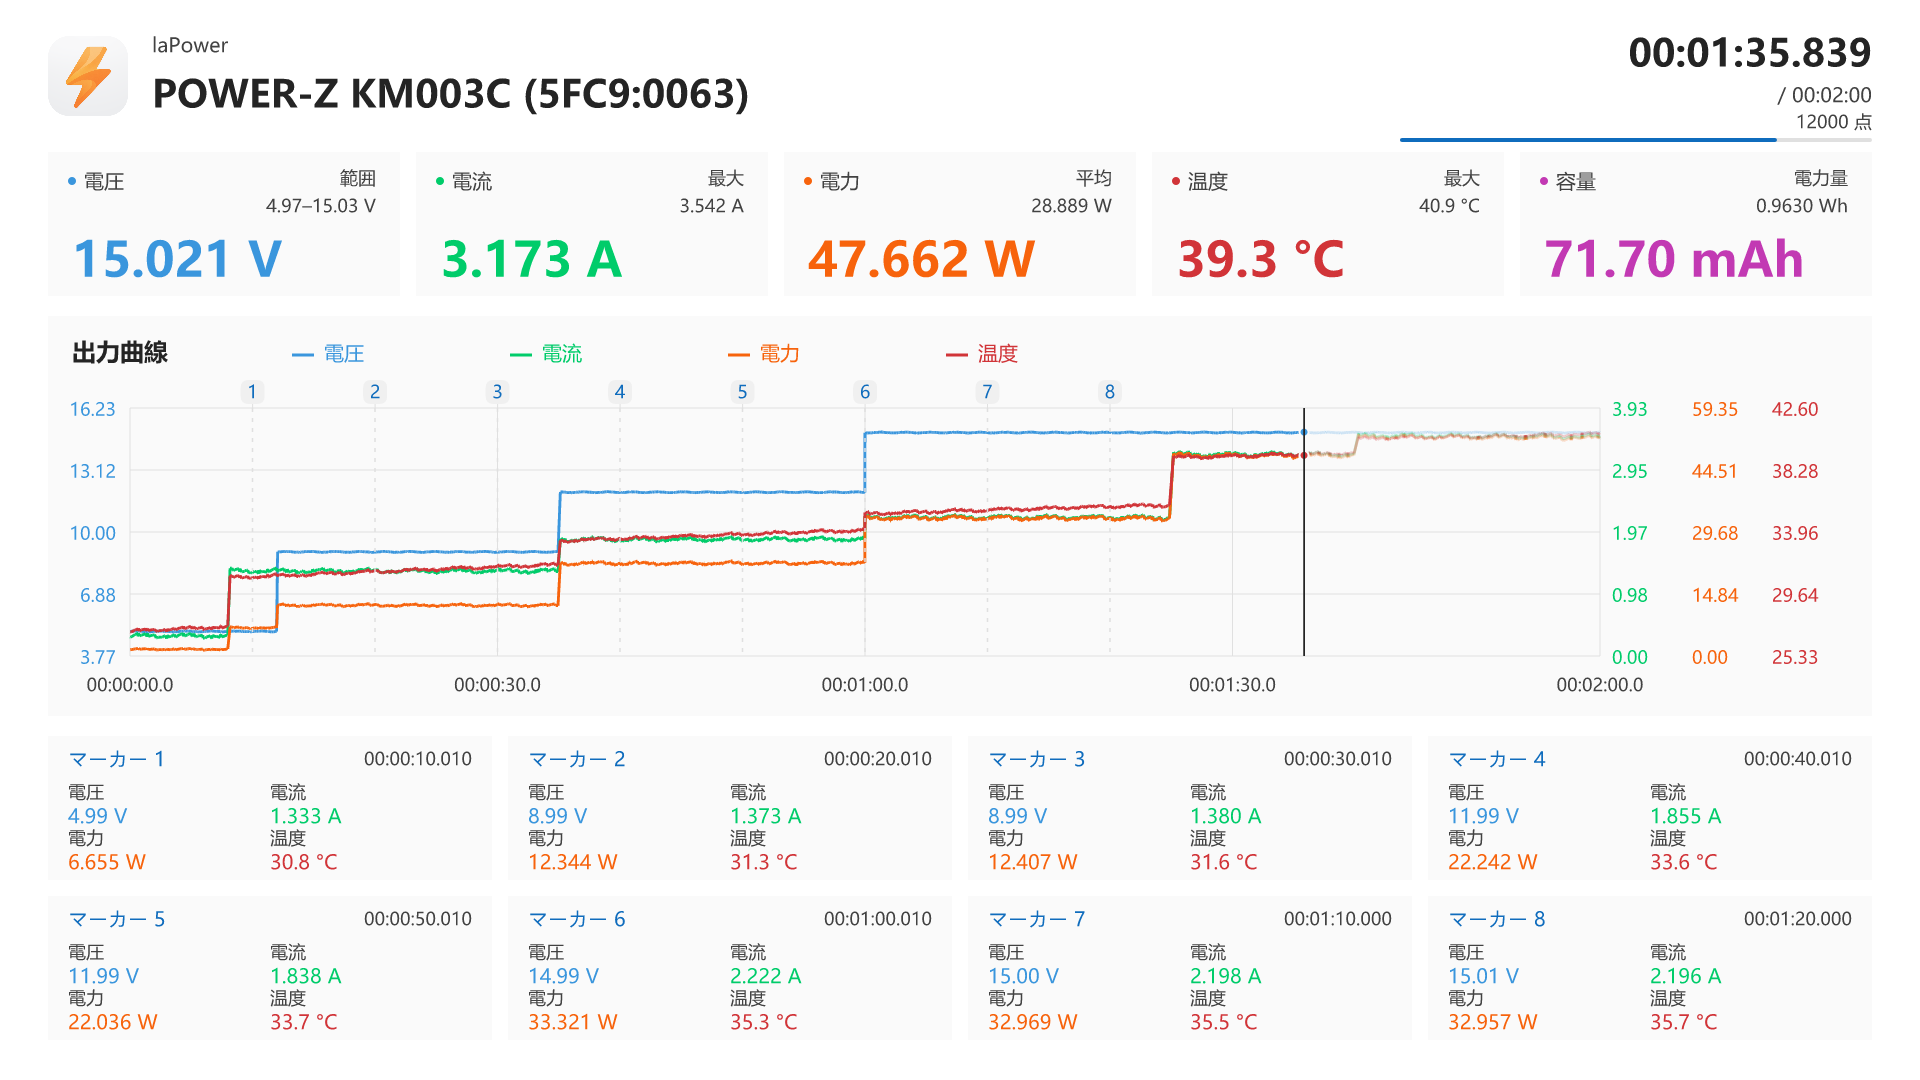 laPower
POWER-Z KM003C (5FC9:0063)
00:01:35.839
/ 00:02:00
12000 点
電圧
範囲
4.97–15.03 V
15.021 V
電流
最大
3.542 A
3.173 A
電力
平均
28.889 W
47.662 W
温度
最大
40.9 °C
39.3 °C
容量
電力量
0.9630 Wh
71.70 mAh
出力曲線
電圧
電流
電力
温度
1 2 3 4 5 6 7 8
16.23
13.12
10.00
6.88
3.77
3.93 59.35 42.60
2.95 44.51 38.28
1.97 29.68 33.96
0.98 14.84 29.64
0.00 0.00 25.33
00:00:00.0 00:00:30.0 00:01:00.0 00:01:30.0 00:02:00.0
マーカー 1 00:00:10.010
電圧 電流
4.99 V 1.333 A
電力 温度
6.655 W 30.8 °C
マーカー 2 00:00:20.010
電圧 電流
8.99 V 1.373 A
電力 温度
12.344 W 31.3 °C
マーカー 3 00:00:30.010
電圧 電流
8.99 V 1.380 A
電力 温度
12.407 W 31.6 °C
マーカー 4 00:00:40.010
電圧 電流
11.99 V 1.855 A
電力 温度
22.242 W 33.6 °C
マーカー 5 00:00:50.010
電圧 電流
11.99 V 1.838 A
電力 温度
22.036 W 33.7 °C
マーカー 6 00:01:00.010
電圧 電流
14.99 V 2.222 A
電力 温度
33.321 W 35.3 °C
マーカー 7 00:01:10.000
電圧 電流
15.00 V 2.198 A
電力 温度
32.969 W 35.5 °C
マーカー 8 00:01:20.000
電圧 電流
15.01 V 2.196 A
電力 温度
32.957 W 35.7 °C